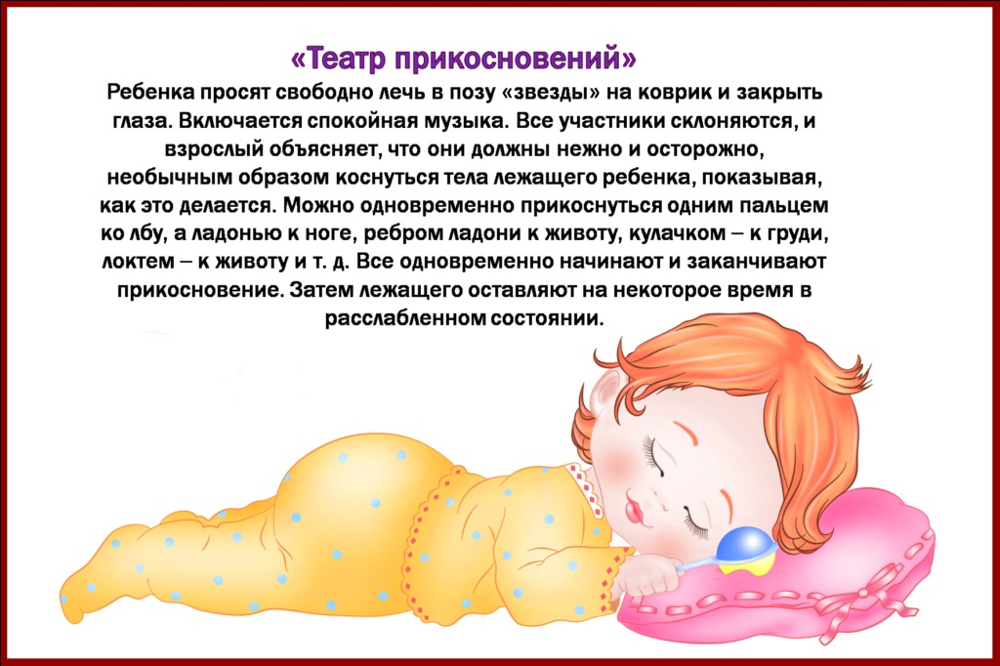 «Театр прикосновений»
Ребенка просят свободно лечь в позу «звезды» на коврик и закрыть
глаза. Включается спокойная музыка. Все участники склоняются, и
взрослый объясняет, что они должны нежно и осторожно,
необычным образом коснуться тела лежащего ребенка, показывая,
как это делается. Можно одновременно прикоснуться одним пальцем
ко лбу, а ладонью к ноге, ребром ладони к животу, кулачком – к груди,
локтем – к животу и т. д. Все одновременно начинают и заканчивают
прикосновение. Затем лежащего оставляют на некоторое время в
расслабленном состоянии.